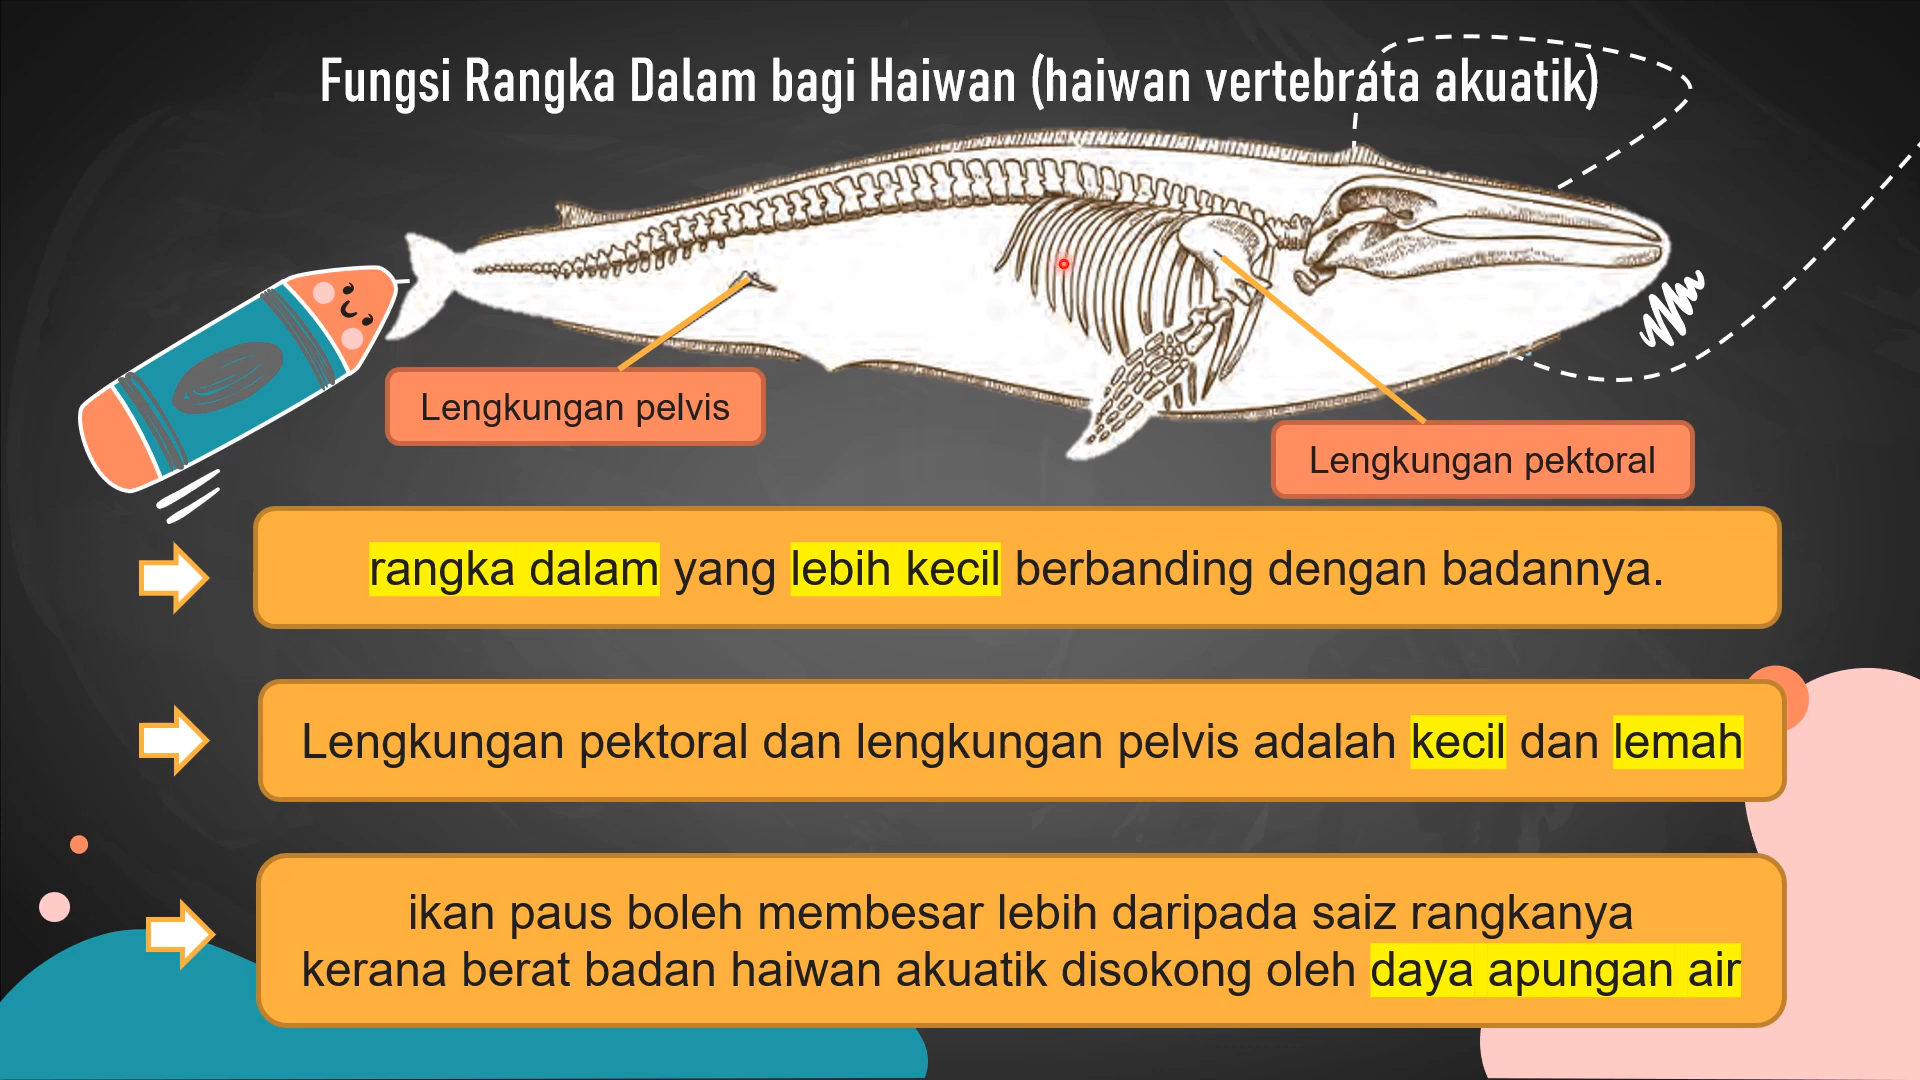 Fungsi Rangka Dalam bagi Haiwan (haiwan vertebrata akuatik)
Lengkungan pelvis
Lengkungan pektoral
rangka dalam yang lebih kecil berbanding dengan badannya.
Lengkungan pektoral dan lengkungan pelvis adalah kecil dan lemah
ikan paus boleh membesar lebih daripada saiz rangkanya
kerana berat badan haiwan akuatik disokong oleh daya apungan air